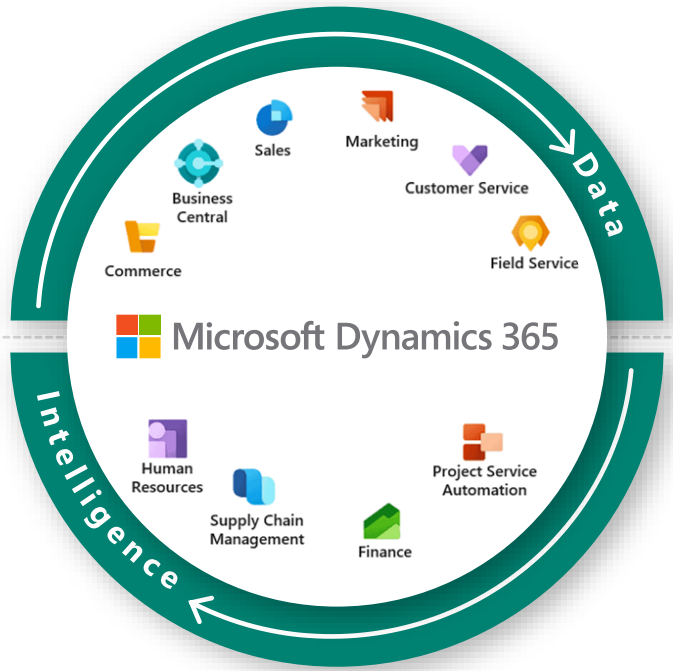 Data
Sales
Marketing
Customer Service
Business
Central
Field Service
Commerce
Microsoft Dynamics 365
Intelligence
Human
Resources
Project Service
Automation
Supply Chain
Management
Finance